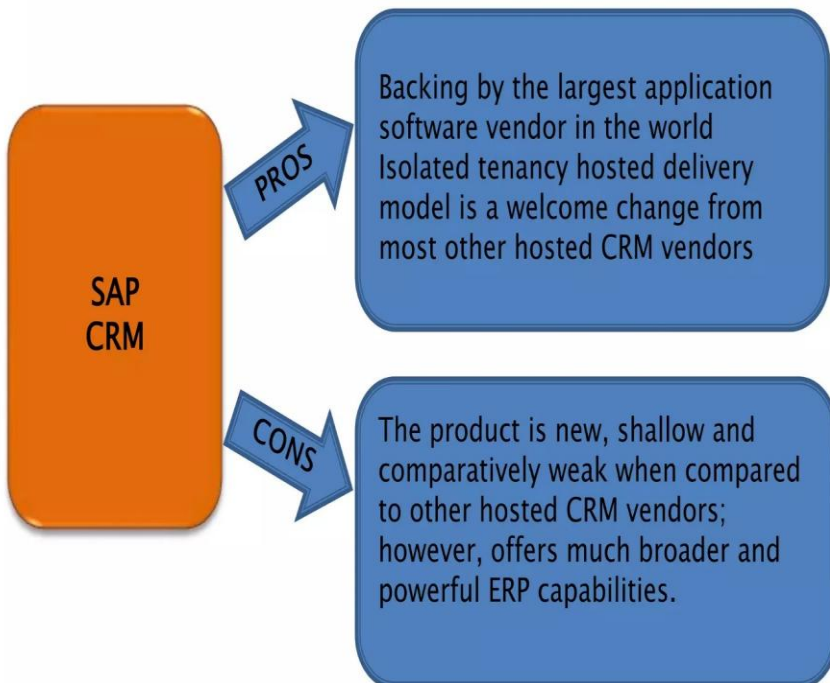 SAP
CRM
PROS
Backing by the largest application
software vendor in the world
Isolated tenancy hosted delivery
model is a welcome change from
most other hosted CRM vendors
CONS
The product is new, shallow and
comparatively weak when compared
to other hosted CRM vendors;
however, offers much broader and
powerful ERP capabilities.